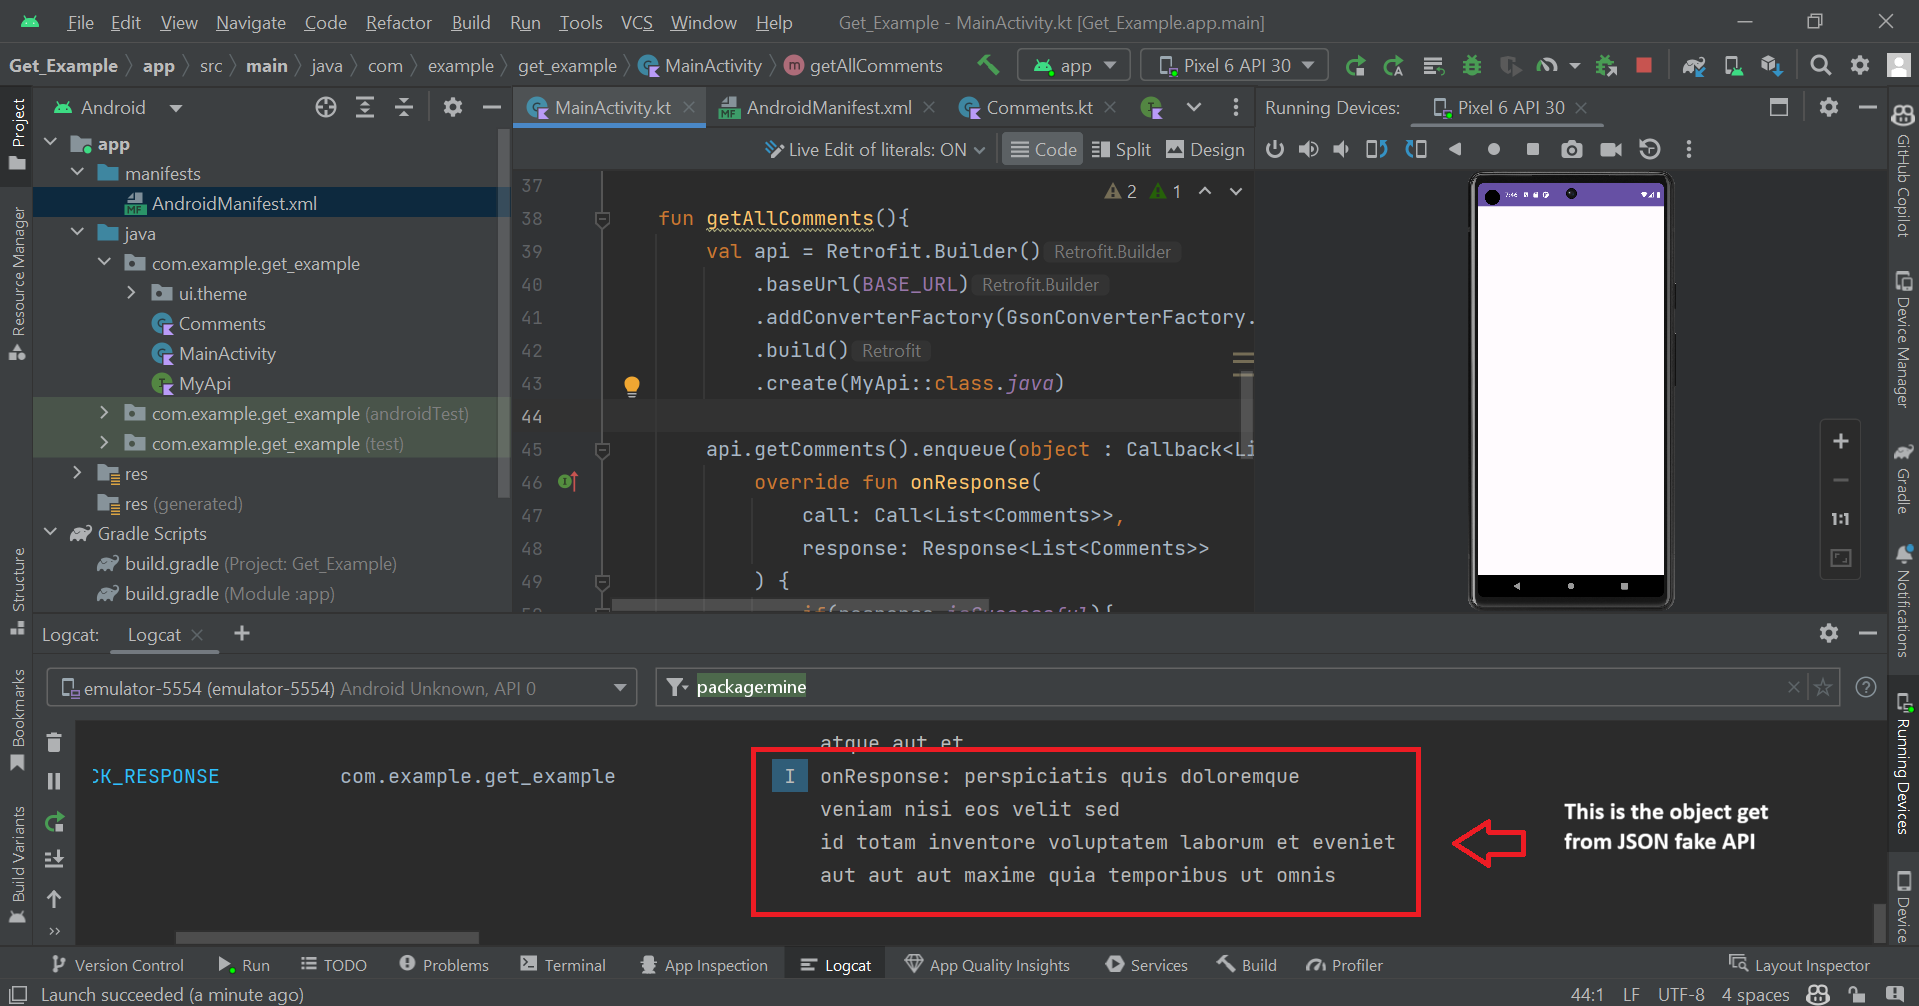 File Edit View Navigate Code Refactor Build Run Tools VCS Window Help Get_Example - MainActivity.kt [Get_Example.app.main]
Get_Example app src main java com example get_example MainActivity getAllComments app Pixel 6 API 30
Android MainActivity.kt AndroidManifest.xml Comments.kt Running Devices: Pixel 6 API 30
Live Edit of literals: ON Code Split Design
Project
Resource Manager
Structure
Bookmarks
Build Variants
app
manifests
AndroidManifest.xml
java
com.example.get_example
ui.theme
Comments
MainActivity
MyApi
com.example.get_example (androidTest)
com.example.get_example (test)
res
res (generated)
Gradle Scripts
build.gradle (Project: Get_Example)
build.gradle (Module :app)
2 1
37
38 fun getAllComments(){
39 val api = Retrofit.Builder() Retrofit.Builder
40 .baseUrl(BASE_URL) Retrofit.Builder
41 .addConverterFactory(GsonConverterFactory.
42 .build() Retrofit
43 .create(MyApi::class.java)
44
45 api.getComments().enqueue(object : Callback<Li
46 override fun onResponse(
47 call: Call<List<Comments>>,
48 response: Response<List<Comments>>
49 ) {
if(response.isSuccessful){
7:46
1:1
GitHub Copilot
Device Manager
Gradle
Notifications
Running Devices
Device
Logcat: Logcat
emulator-5554 (emulator-5554) Android Unknown, API 0 package:mine
atque aut et
CK_RESPONSE com.example.get_example I onResponse: perspiciatis quis doloremque
veniam nisi eos velit sed
id totam inventore voluptatem laborum et eveniet
aut aut aut maxime quia temporibus ut omnis
This is the object get
from JSON fake API
Version Control Run TODO Problems Terminal App Inspection Logcat App Quality Insights Services Build Profiler Layout Inspector
Launch succeeded (a minute ago) 44:1 LF UTF-8 4 spaces